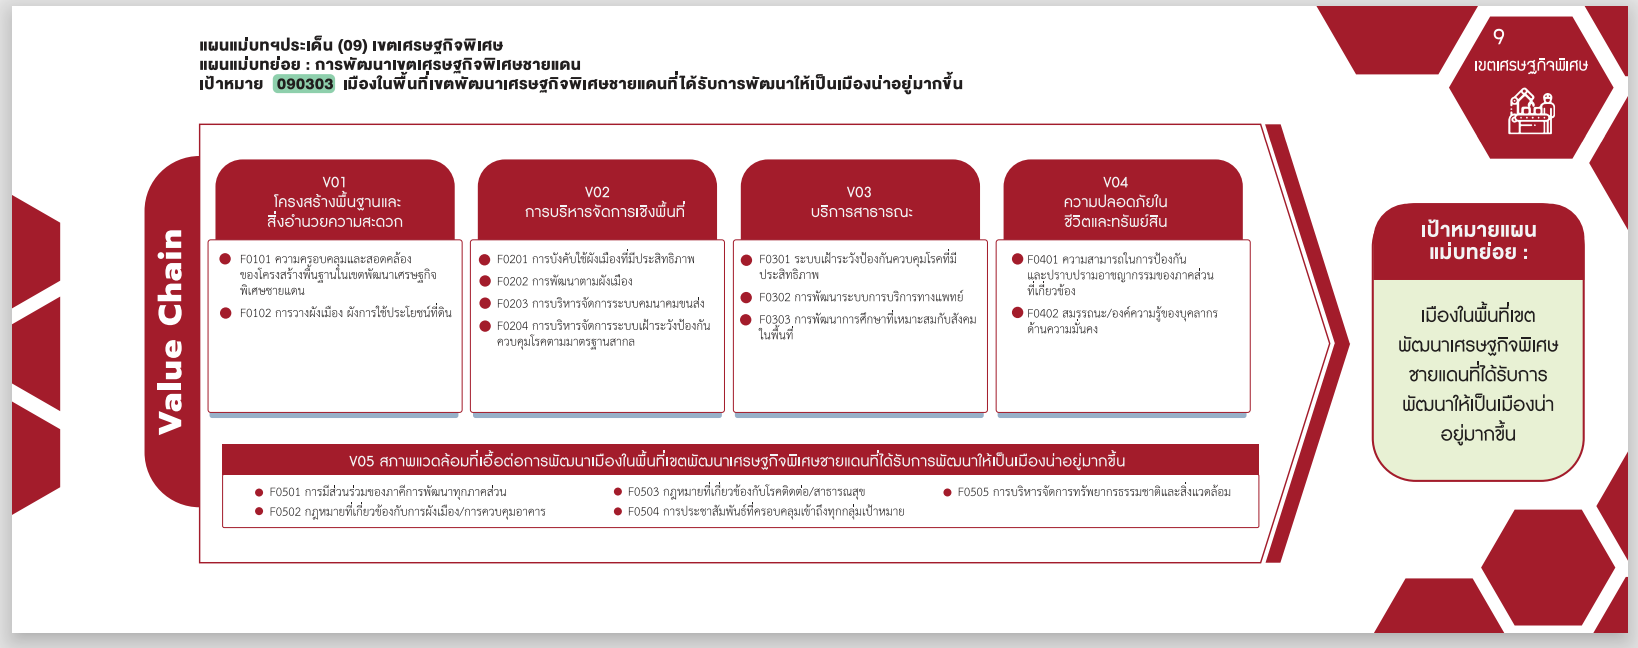 แผนแม่บทฯประเด็น (09) เขตเศรษฐกิจพิเศษ
แผนแม่บทย่อย : การพัฒนาเขตเศรษฐกิจพิเศษชายแดน
เป้าหมาย 090303 เมืองในพื้นที่เขตพัฒนาเศรษฐกิจพิเศษชายแดนที่ได้รับการพัฒนาให้เป็นเมืองน่าอยู่มากขึ้น
9
เขตเศรษฐกิจพิเศษ
Value Chain
V01
โครงสร้างพื้นฐานและ
สิ่งอำนวยความสะดวก
F0101 ความครอบคลุมและสอดคล้อง
ของโครงสร้างพื้นฐานในเขตพัฒนาเศรษฐกิจ
พิเศษชายแดน
F0102 การวางผังเมือง ผังการใช้ประโยชน์ที่ดิน
V02
การบริหารจัดการเชิงพื้นที่
F0201 การบังคับใช้ผังเมืองที่มีประสิทธิภาพ
F0202 การพัฒนาตามผังเมือง
F0203 การบริหารจัดการระบบคมนาคมขนส่ง
F0204 การบริหารจัดการระบบเฝ้าระวังป้องกัน
ควบคุมโรคตามมาตรฐานสากล
V03
บริการสาธารณะ
F0301 ระบบเฝ้าระวังป้องกันควบคุมโรคที่มี
ประสิทธิภาพ
F0302 การพัฒนาระบบการบริการทางแพทย์
F0303 การพัฒนาการศึกษาที่เหมาะสมกับสังคม
ในพื้นที่
V04
ความปลอดภัยใน
ชีวิตและทรัพย์สิน
F0401 ความสามารถในการป้องกัน
และปราบปรามอาชญากรรมของภาคส่วน
ที่เกี่ยวข้อง
F0402 สมรรถนะ/องค์ความรู้ของบุคลากร
ด้านความมั่นคง
V05 สภาพแวดล้อมที่เอื้อต่อการพัฒนาเมืองในพื้นที่เขตพัฒนาเศรษฐกิจพิเศษชายแดนที่ได้รับการพัฒนาให้เป็นเมืองน่าอยู่มากขึ้น
F0501 การมีส่วนร่วมของภาคีการพัฒนาทุกภาคส่วน
F0502 กฎหมายที่เกี่ยวข้องกับการผังเมือง/การควบคุมอาคาร
F0503 กฎหมายที่เกี่ยวข้องกับโรคติดต่อ/สาธารณสุข
F0504 การประชาสัมพันธ์ที่ครอบคลุมเข้าถึงทุกกลุ่มเป้าหมาย
F0505 การบริหารจัดการทรัพยากรธรรมชาติและสิ่งแวดล้อม
เป้าหมายแผน
แม่บทย่อย :
เมืองในพื้นที่เขต
พัฒนาเศรษฐกิจพิเศษ
ชายแดนที่ได้รับการ
พัฒนาให้เป็นเมืองน่า
อยู่มากขึ้น